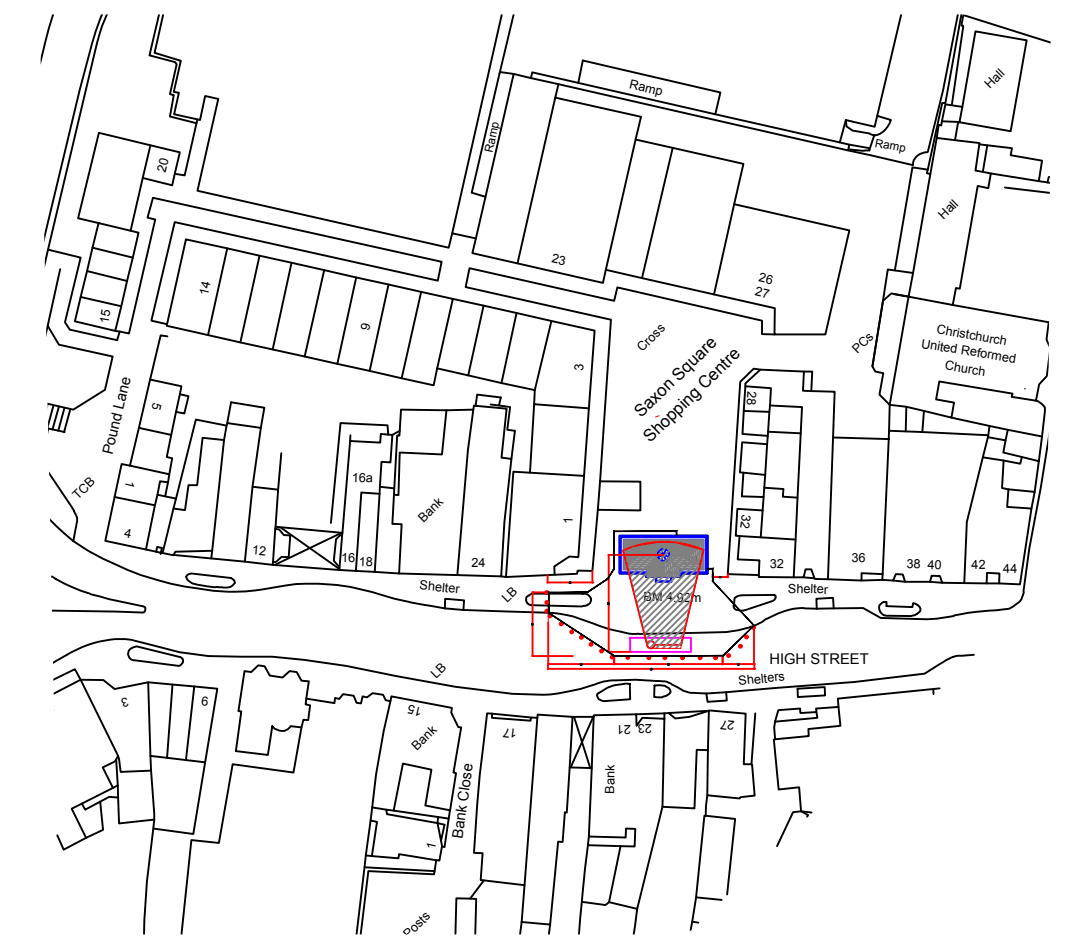 Hall
Ramp
Ramp
Ramp
20
Hall
23
26
27
14
15
9
Cross
PCs
Christchurch
United Reformed
Church
Saxon Square
Shopping Centre
3
Pound Lane
5
28
16a
TCB
1
Bank
1
32
4
12
16
18
24
32
36
38
40
42
44
Shelter
LB
BM 4.92m
Shelter
HIGH STREET
LB
Shelters
3
9
15
Bank
17
21
23
27
Bank
Bank Close
1
Posts